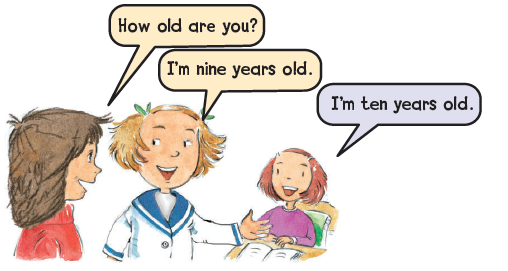 How old are you?
I'm nine years old.
I'm ten years old.